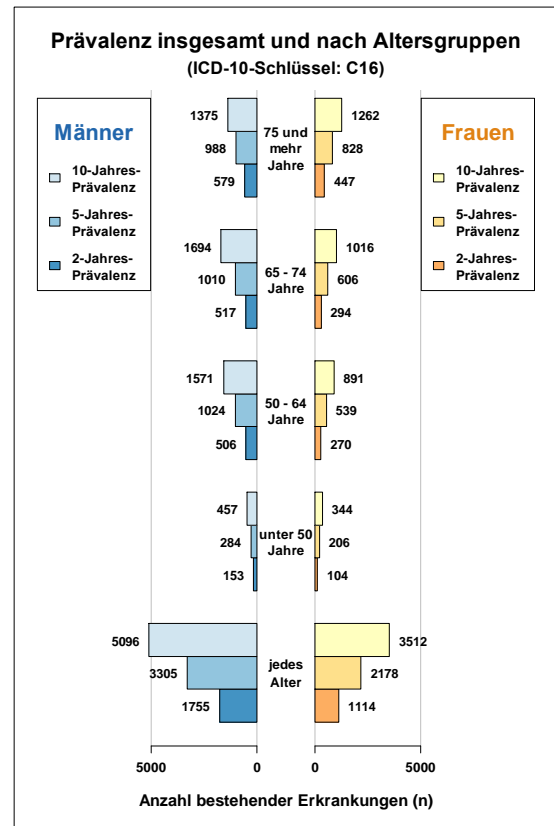 Prävalenz insgesamt und nach Altersgruppen
(ICD-10-Schlüssel: C16)
Männer
10-Jahres-
Prävalenz
5-Jahres-
Prävalenz
2-Jahres-
Prävalenz
Frauen
10-Jahres-
Prävalenz
5-Jahres-
Prävalenz
2-Jahres-
Prävalenz
1375 75 und 1262
988 mehr 828
579 Jahre 447
1694 1016
1010 65 - 74 606
Jahre
517 294
1571 891
1024 50 - 64 539
Jahre
506 270
457 344
284 unter 50 206
Jahre
153 104
5096 3512
3305 jedes 2178
Alter
1755 1114
5000 0 0 5000
Anzahl bestehender Erkrankungen (n)